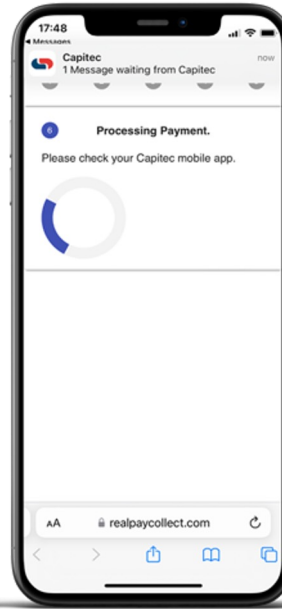 17:48
Messages
Capitec
now
1 Message waiting from Capitec
6
Processing Payment.
Please check your Capitec mobile app.
AA
realpaycollect.com